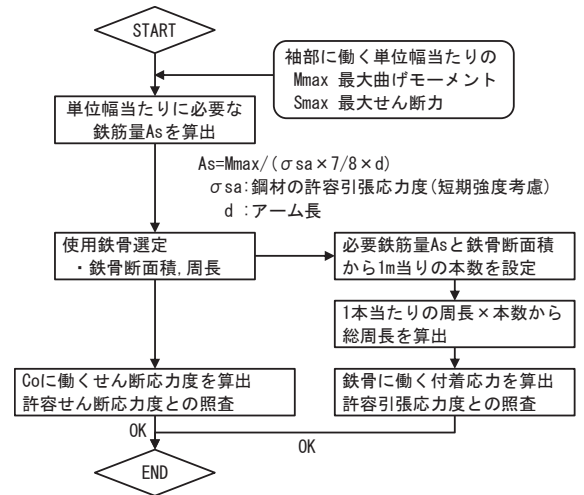 START
袖部に働く単位幅当たりの
Mmax 最大曲げモーメント
Smax 最大せん断力
単位幅当たりに必要な
鉄筋量Asを算出
As=Mmax/(σsa×7/8×d)
σsa:鋼材の許容引張応力度(短期強度考慮)
d :アーム長
使用鉄骨選定
・鉄骨断面積,周長
必要鉄筋量Asと鉄骨断面積
から1m当りの本数を設定
1本当たりの周長×本数から
総周長を算出
Coに働くせん断応力度を算出
許容せん断応力度との照査
鉄骨に働く付着応力を算出
許容引張応力度との照査
OK
OK
END